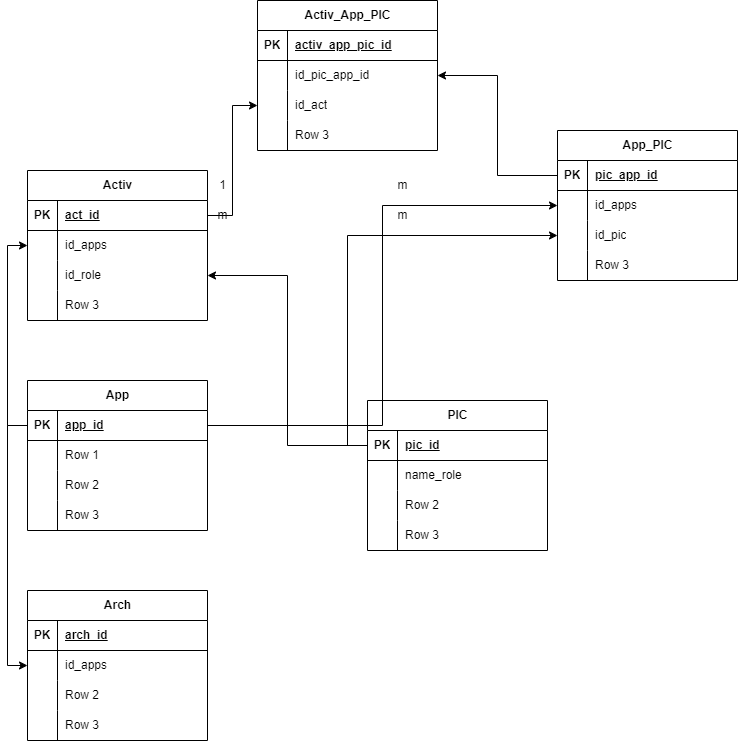 Activ_App_PIC
PK activ_app_pic_id
id_pic_app_id
id_act
Row 3
App_PIC
PK pic_app_id
id_apps
id_pic
Row 3
1
m
m
m
Activ
PK act_id
id_apps
id_role
Row 3
App
PK app_id
Row 1
Row 2
Row 3
PIC
PK pic_id
name_role
Row 2
Row 3
Arch
PK arch_id
id_apps
Row 2
Row 3